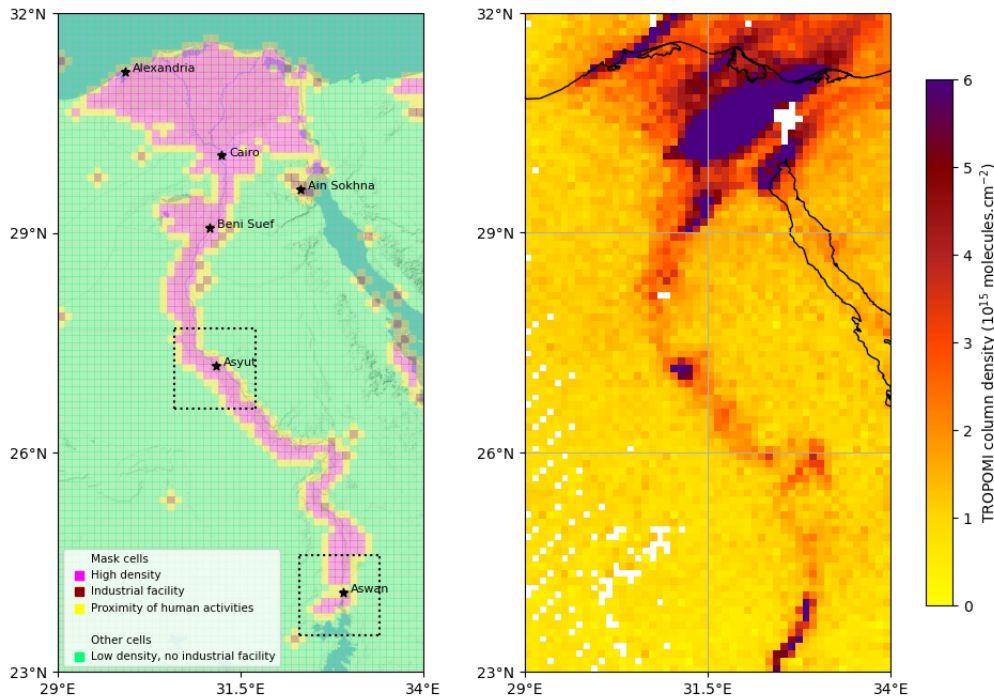 32°N
29°N
26°N
23°N
29°E
31.5°E
34°E
Alexandria
Cairo
Ain Sokhna
Beni Suef
Asyut
Aswan
Mask cells
High density
Industrial facility
Proximity of human activities
Other cells
Low density, no industrial facility
32°N
29°N
26°N
23°N
29°E
31.5°E
34°E
6
5
4
3
2
1
0
TROPOMI column density (10¹⁵ molecules.cm⁻²)